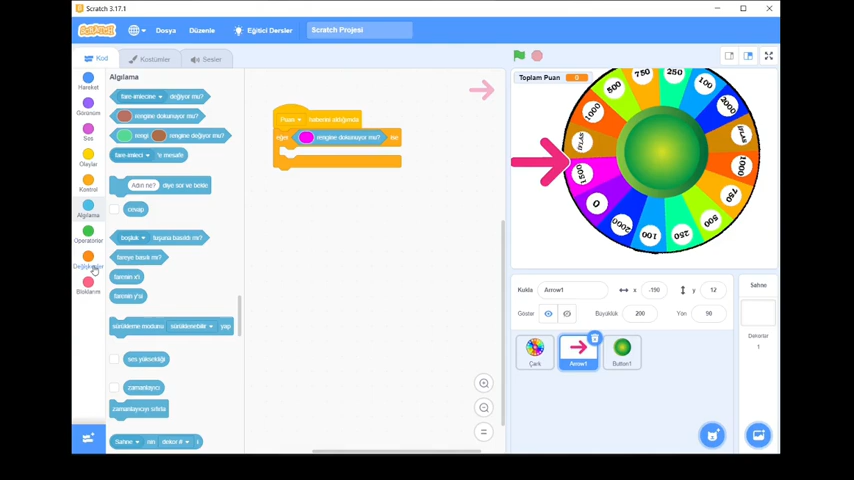 Scratch 3.17.1
SCRATCH
Dosya
Düzenle
Eğitici Dersler
Scratch Projesi
Kod
Kostümler
Sesler
Hareket
Görünüm
Ses
Olaylar
Kontrol
Algılama
Operatörler
Değişkenler
Bloklarım
Algılama
fare-imlecine değiyor mu?
rengine dokunuyor mu?
rengi rengine değiyor mu?
fare-imleci 'e mesafe
Adın ne? diye sor ve bekle
cevap
boşluk tuşuna basıldı mı?
fareye basılı mı?
farenin x'i
farenin y'si
sürükleme modunu sürüklenebilir yap
ses yüksekliği
zamanlayıcı
zamanlayıcıyı sıfırla
Sahne nin dekor # i
Puan haberini aldığımda
eğer rengine dokunuyor mu? ise
Toplam Puan 0
250
100
2000
İFLAS
1000
750
500
250
100
2000
0
1500
İFLAS
1000
500
750
Kukla
Arrow1
x
-190
y
12
Göster
Büyüklük
200
Yön
90
Çark
Arrow1
Button1
Sahne
Dekorlar
1